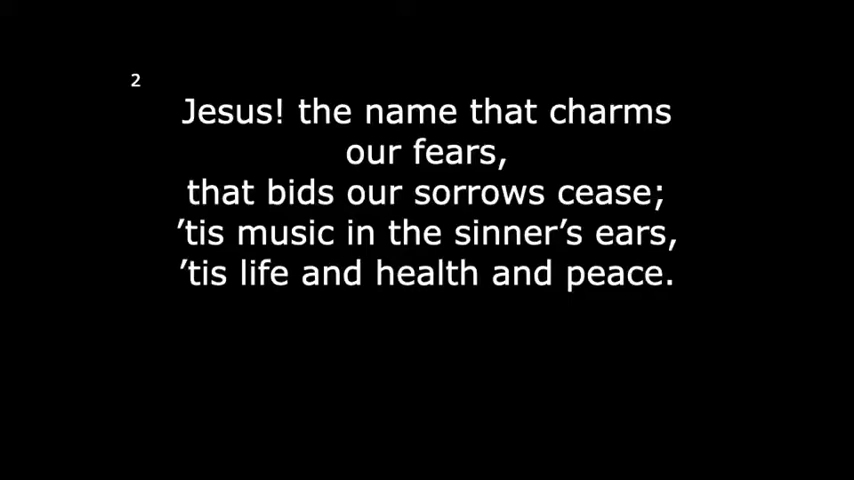 2
Jesus! the name that charms
our fears,
that bids our sorrows cease;
’tis music in the sinner’s ears,
’tis life and health and peace.